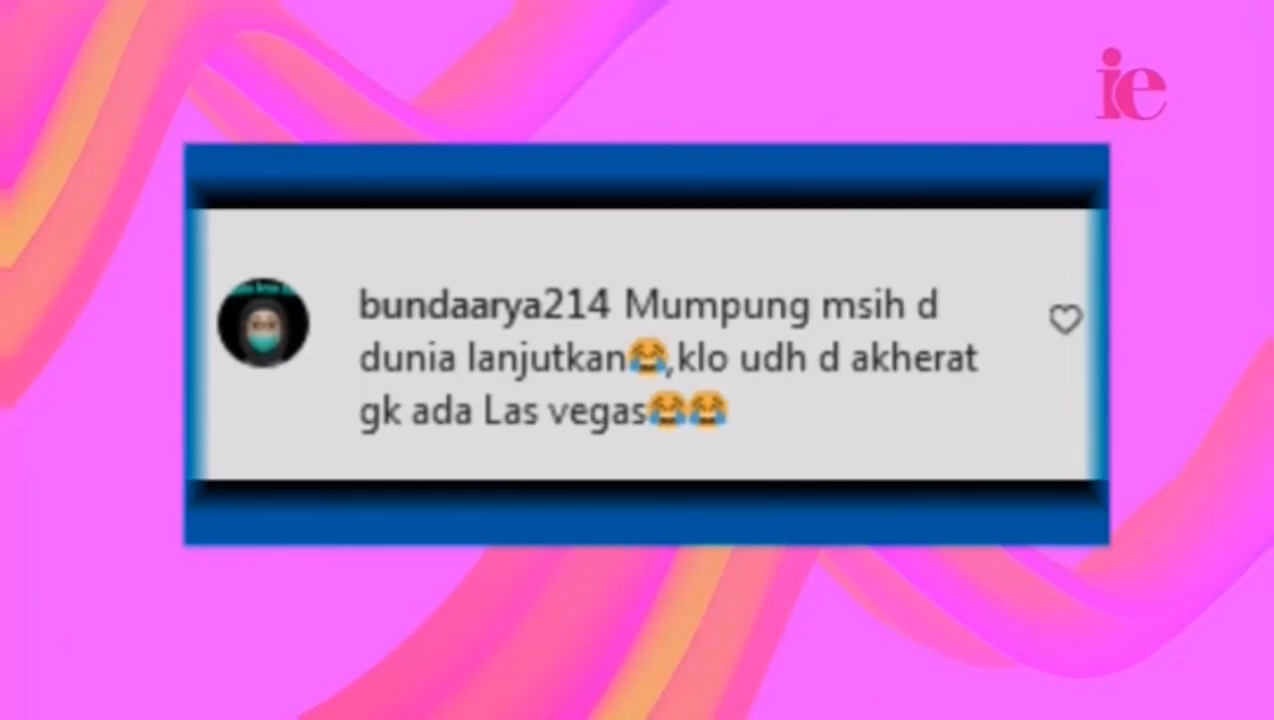 ie
bundaarya214 Mumpung msih d
dunia lanjutkan😂,klo udh d akherat
gk ada Las vegas😂😂